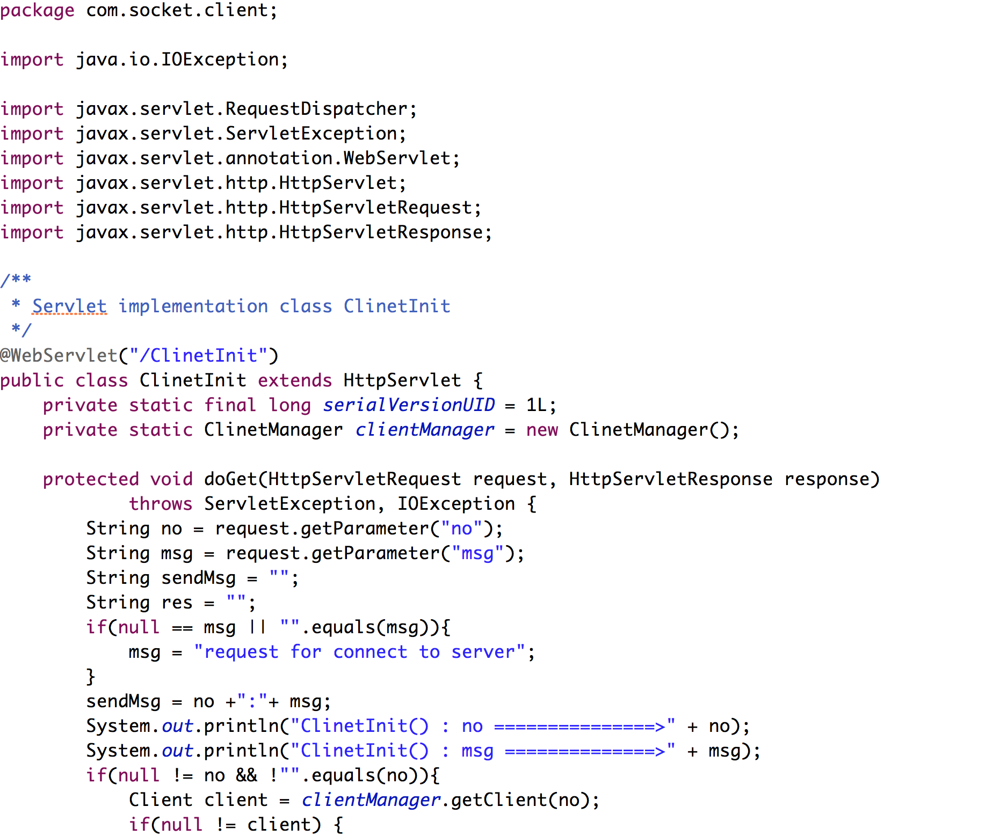 package com.socket.client;
import java.io.IOException;
import javax.servlet.RequestDispatcher;
import javax.servlet.ServletException;
import javax.servlet.annotation.WebServlet;
import javax.servlet.http.HttpServlet;
import javax.servlet.http.HttpServletRequest;
import javax.servlet.http.HttpServletResponse;
/**
 * Servlet implementation class ClinetInit
 */
@WebServlet("/ClinetInit")
public class ClinetInit extends HttpServlet {
    private static final long serialVersionUID = 1L;
    private static ClinetManager clientManager = new ClinetManager();
    protected void doGet(HttpServletRequest request, HttpServletResponse response)
            throws ServletException, IOException {
        String no = request.getParameter("no");
        String msg = request.getParameter("msg");
        String sendMsg = "";
        String res = "";
        if(null == msg || "".equals(msg)){
            msg = "request for connect to server";
        }
        sendMsg = no +":"+ msg;
        System.out.println("ClinetInit() : no ===============>" + no);
        System.out.println("ClinetInit() : msg ==============>" + msg);
        if(null != no && !"".equals(no)){
            Client client = clientManager.getClient(no);
            if(null != client) {